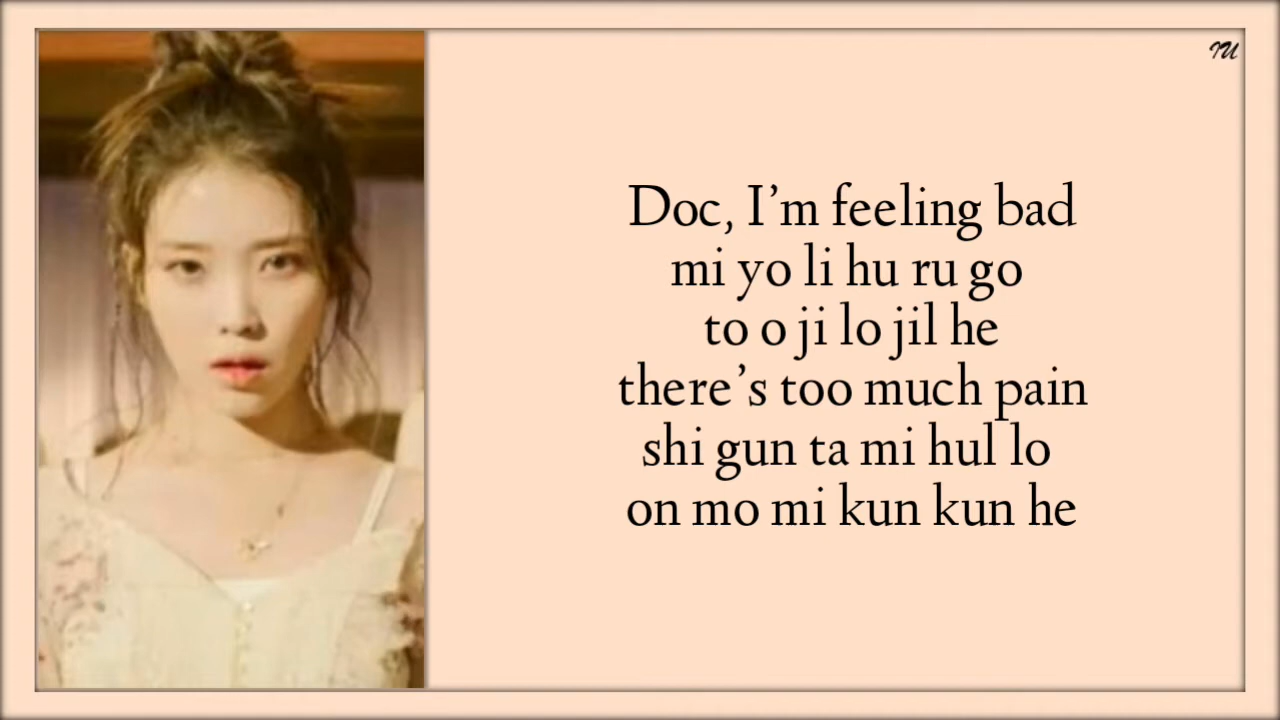 IU
Doc, I’m feeling bad
mi yo li hu ru go
to o ji lo jil he
there’s too much pain
shi gun ta mi hul lo
on mo mi kun kun he